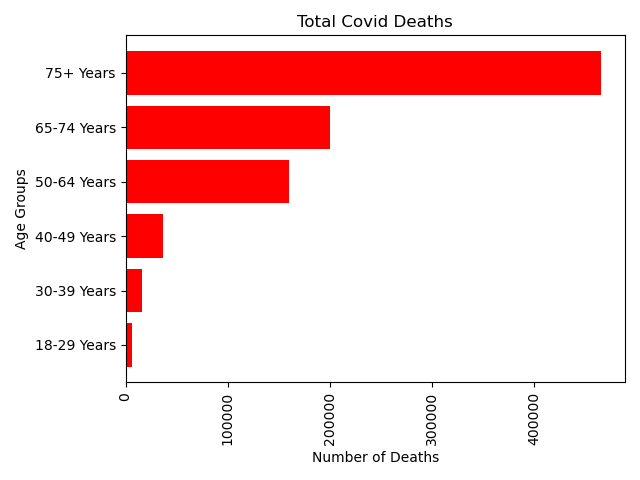 Total Covid Deaths
Age Groups
75+ Years
65-74 Years
50-64 Years
40-49 Years
30-39 Years
18-29 Years
0
100000
200000
300000
400000
Number of Deaths